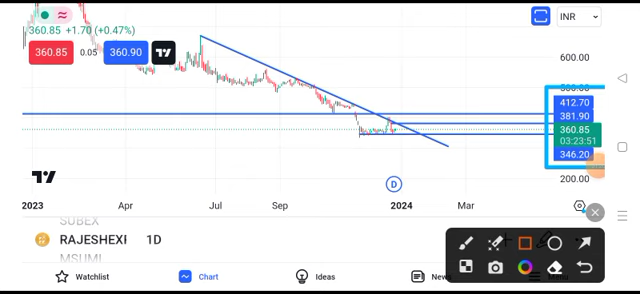 360.85 +1.70 (+0.47%)
INR
360.85 0.05 360.90
600.00
412.70
381.90
360.85
03:23:51
346.20
200.00
D
2023 Apr Jul Sep 2024 Mar
SUBEX
RAJESHEXI 1D
MSUMI
Watchlist Chart Ideas News